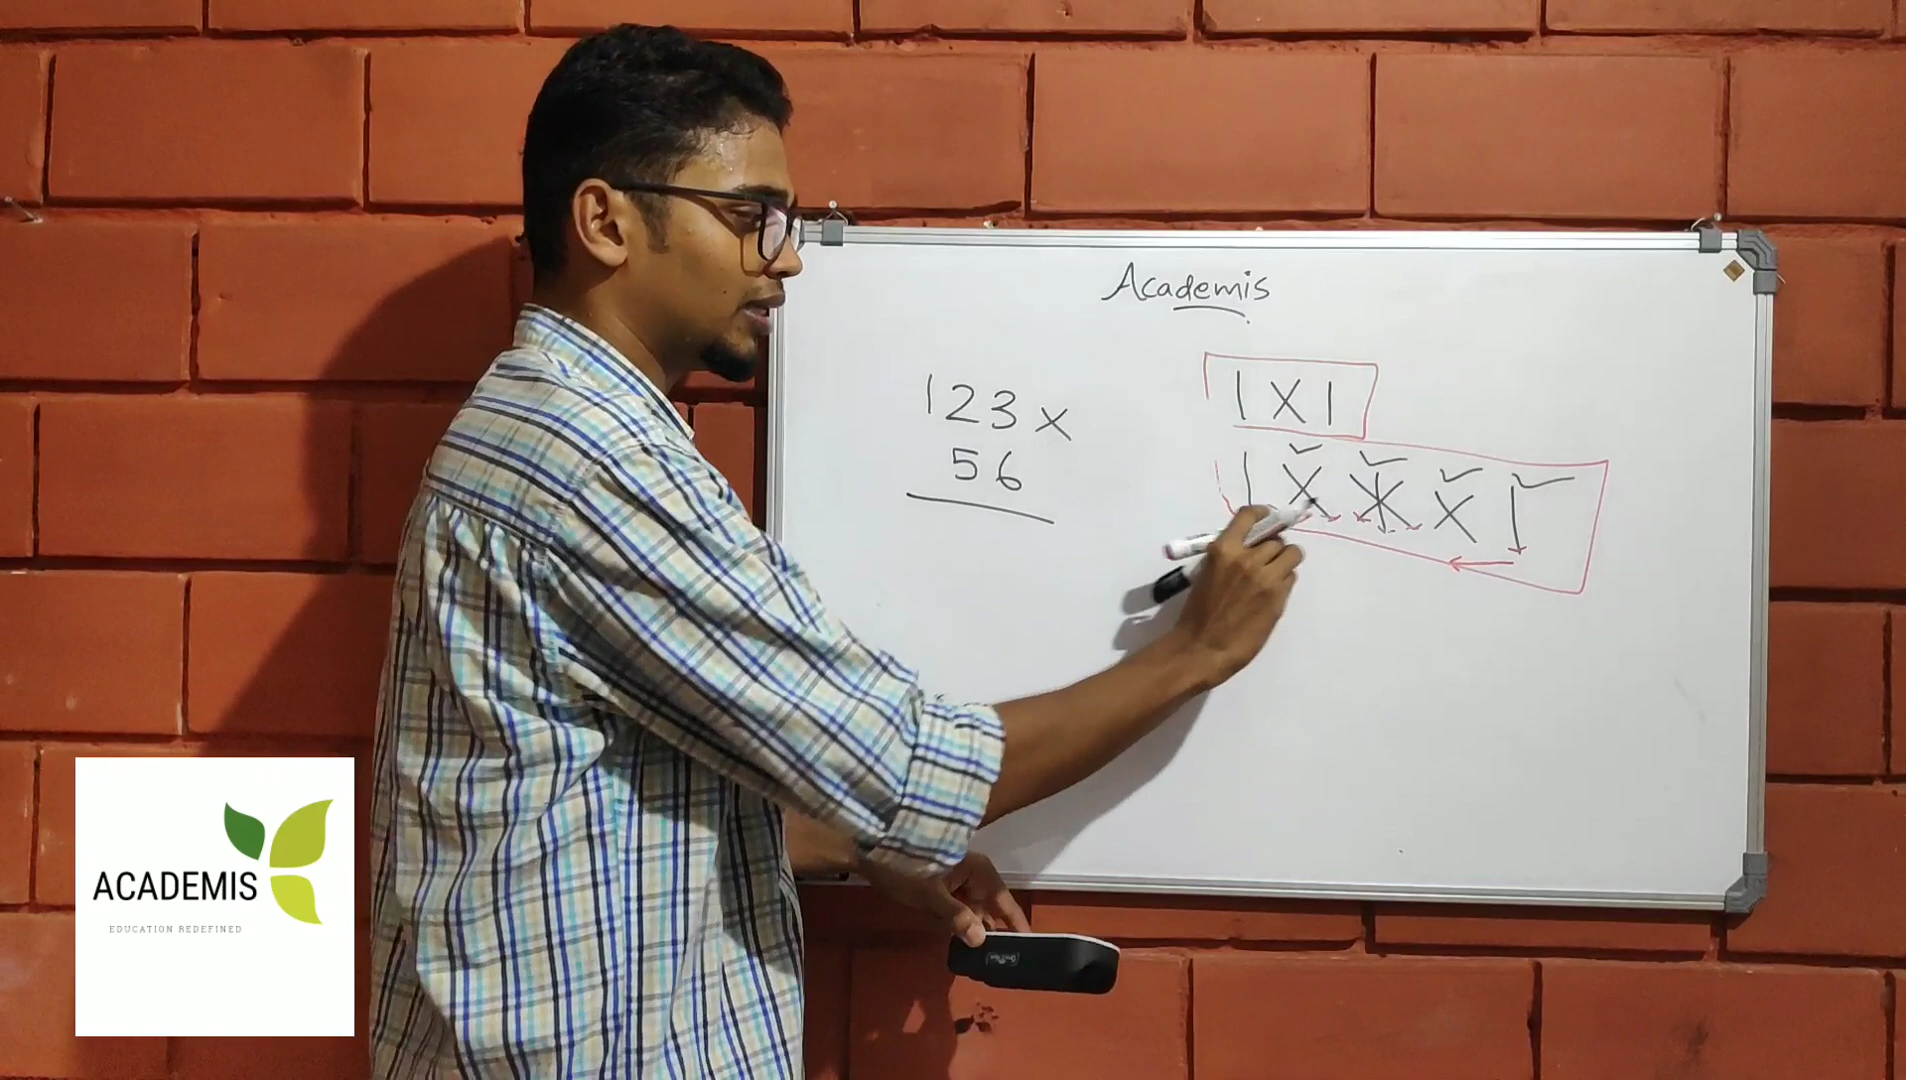 Academis
123 x
56
1 X 1
1 X X X 1
ACADEMIS
EDUCATION REDEFINED